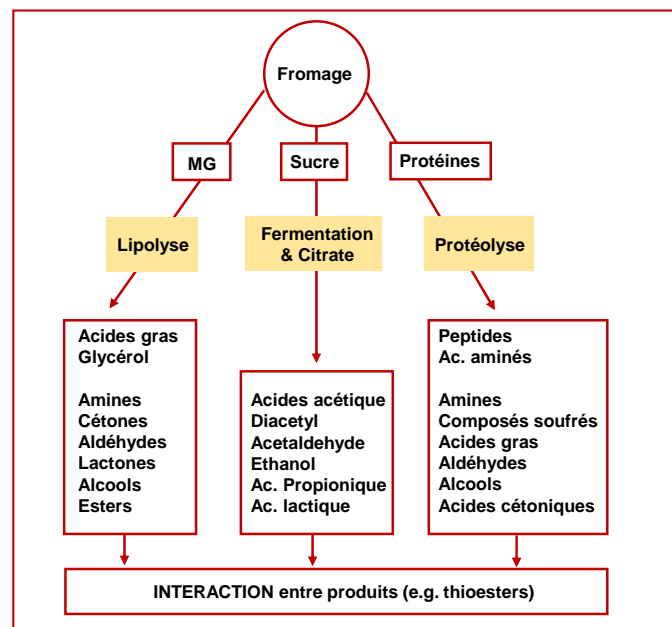 Fromage
MG
Sucre
Protéines
Lipolyse
Fermentation
& Citrate
Protéolyse
Acides gras
Glycérol
Amines
Cétones
Aldéhydes
Lactones
Alcools
Esters
Acides acétique
Diacetyl
Acetaldehyde
Ethanol
Ac. Propionique
Ac. lactique
Peptides
Ac. aminés
Amines
Composés soufrés
Acides gras
Aldéhydes
Alcools
Acides cétoniques
INTERACTION entre produits (e.g. thioesters)